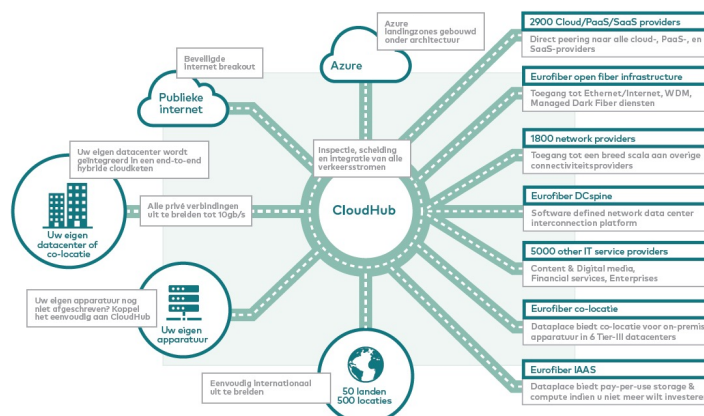 Beveiligde
internet breakout
Publieke
internet
Azure
landingzones gebouwd
onder architectuur
Azure
Uw eigen datacenter wordt
geïntegreerd in een end-to-end
hybride cloudketen
Uw eigen
datacenter of
co-locatie
Alle privé verbindingen
uit te breiden tot 10gb/s
Inspectie, scheiding
en integratie van alle
verkeersstromen
CloudHub
Uw eigen apparatuur nog
niet afgeschreven? Koppel
het eenvoudig aan CloudHub
Uw eigen
apparatuur
Eenvoudig internationaal
uit te breiden
50 landen
500 locaties
2900 Cloud/PaaS/SaaS providers
Direct peering naar alle cloud-, PaaS-, en
SaaS-providers
Eurofiber open fiber infrastructure
Toegang tot Ethernet/Internet, WDM,
Managed Dark Fiber diensten
1800 network providers
Toegang tot een breed scala aan overige
connectiviteitsproviders
Eurofiber DCspine
Software defined network data center
interconnection platform
5000 other IT service providers
Content & Digital media,
Financial services, Enterprises
Eurofiber co-locatie
Dataplace biedt co-locatie voor on-premis
apparatuur in 6 Tier-III datacenters
Eurofiber IAAS
Dataplace biedt pay-per-use storage &
compute indien u niet meer wilt investere